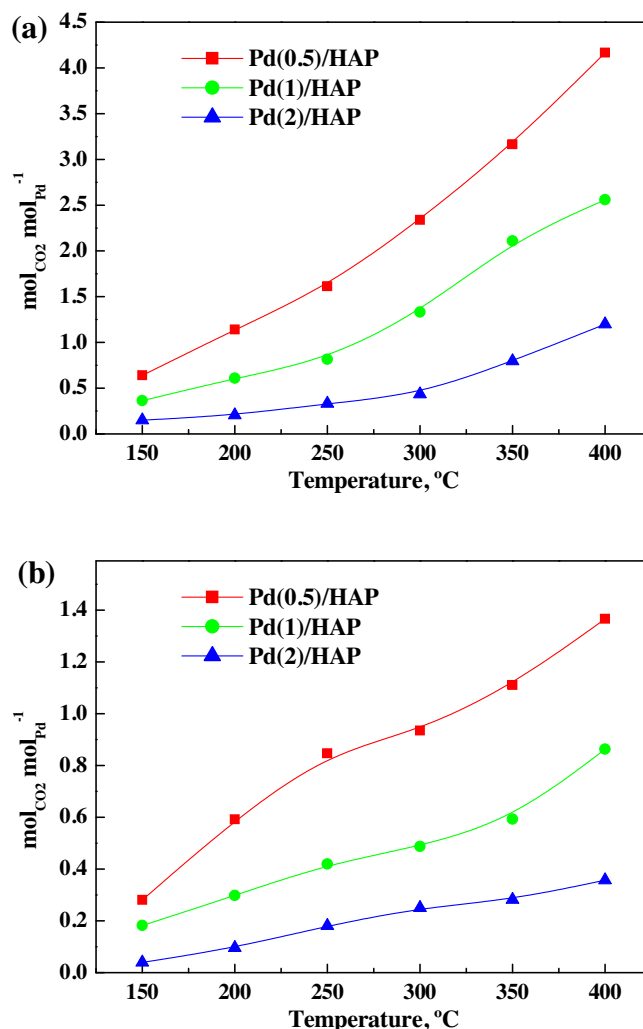 (a)
Pd(0.5)/HAP
Pd(1)/HAP
Pd(2)/HAP
4.5
4.0
3.5
3.0
2.5
2.0
1.5
1.0
0.5
0.0
mol_CO2 mol_Pd^-1
150 200 250 300 350 400
Temperature, ºC
(b)
Pd(0.5)/HAP
Pd(1)/HAP
Pd(2)/HAP
1.4
1.2
1.0
0.8
0.6
0.4
0.2
0.0
mol_CO2 mol_Pd^-1
150 200 250 300 350 400
Temperature, ºC